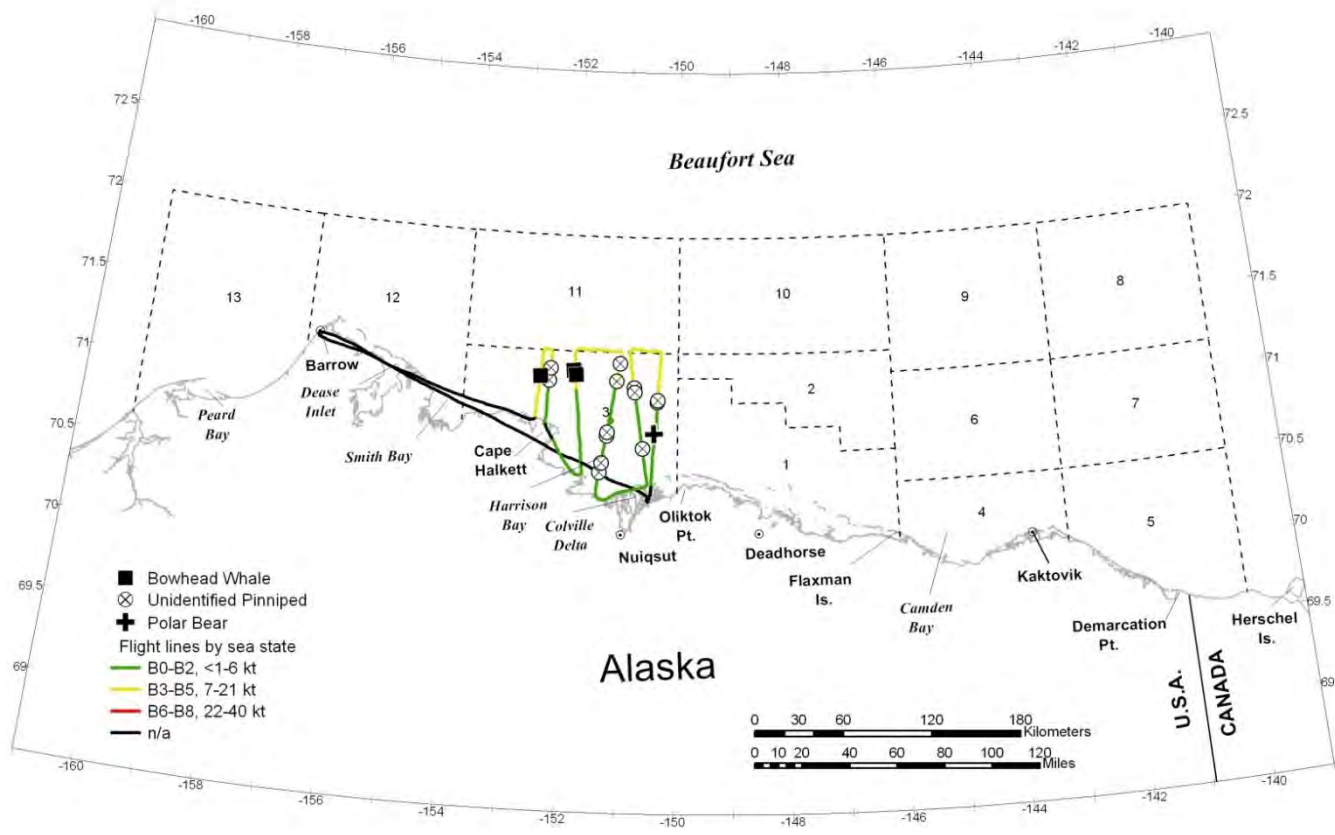 -160
-158
-156
-154
-152
-150
-148
-146
-144
-142
-140
72.5
72
71.5
71
70.5
70
69.5
69
72.5
72
71.5
71
70.5
70
69.5
69
Beaufort Sea
13
12
11
10
9
8
3
2
6
7
1
4
5
Barrow
Dease
Inlet
Peard
Bay
Smith Bay
Cape
Halkett
Harrison
Bay
Colville
Delta
Nuiqsut
Oliktok
Pt.
Deadhorse
Flaxman
Is.
Camden
Bay
Kaktovik
Demarcation
Pt.
Herschel
Is.
Alaska
U.S.A.
CANADA
Bowhead Whale
Unidentified Pinniped
Polar Bear
Flight lines by sea state
B0-B2, <1-6 kt
B3-B5, 7-21 kt
B6-B8, 22-40 kt
n/a
0 30 60 120 180
Kilometers
0 10 20 40 60 80 100 120
Miles
-160
-156
-154
-152
-150
-148
-146
-144
-142
-140